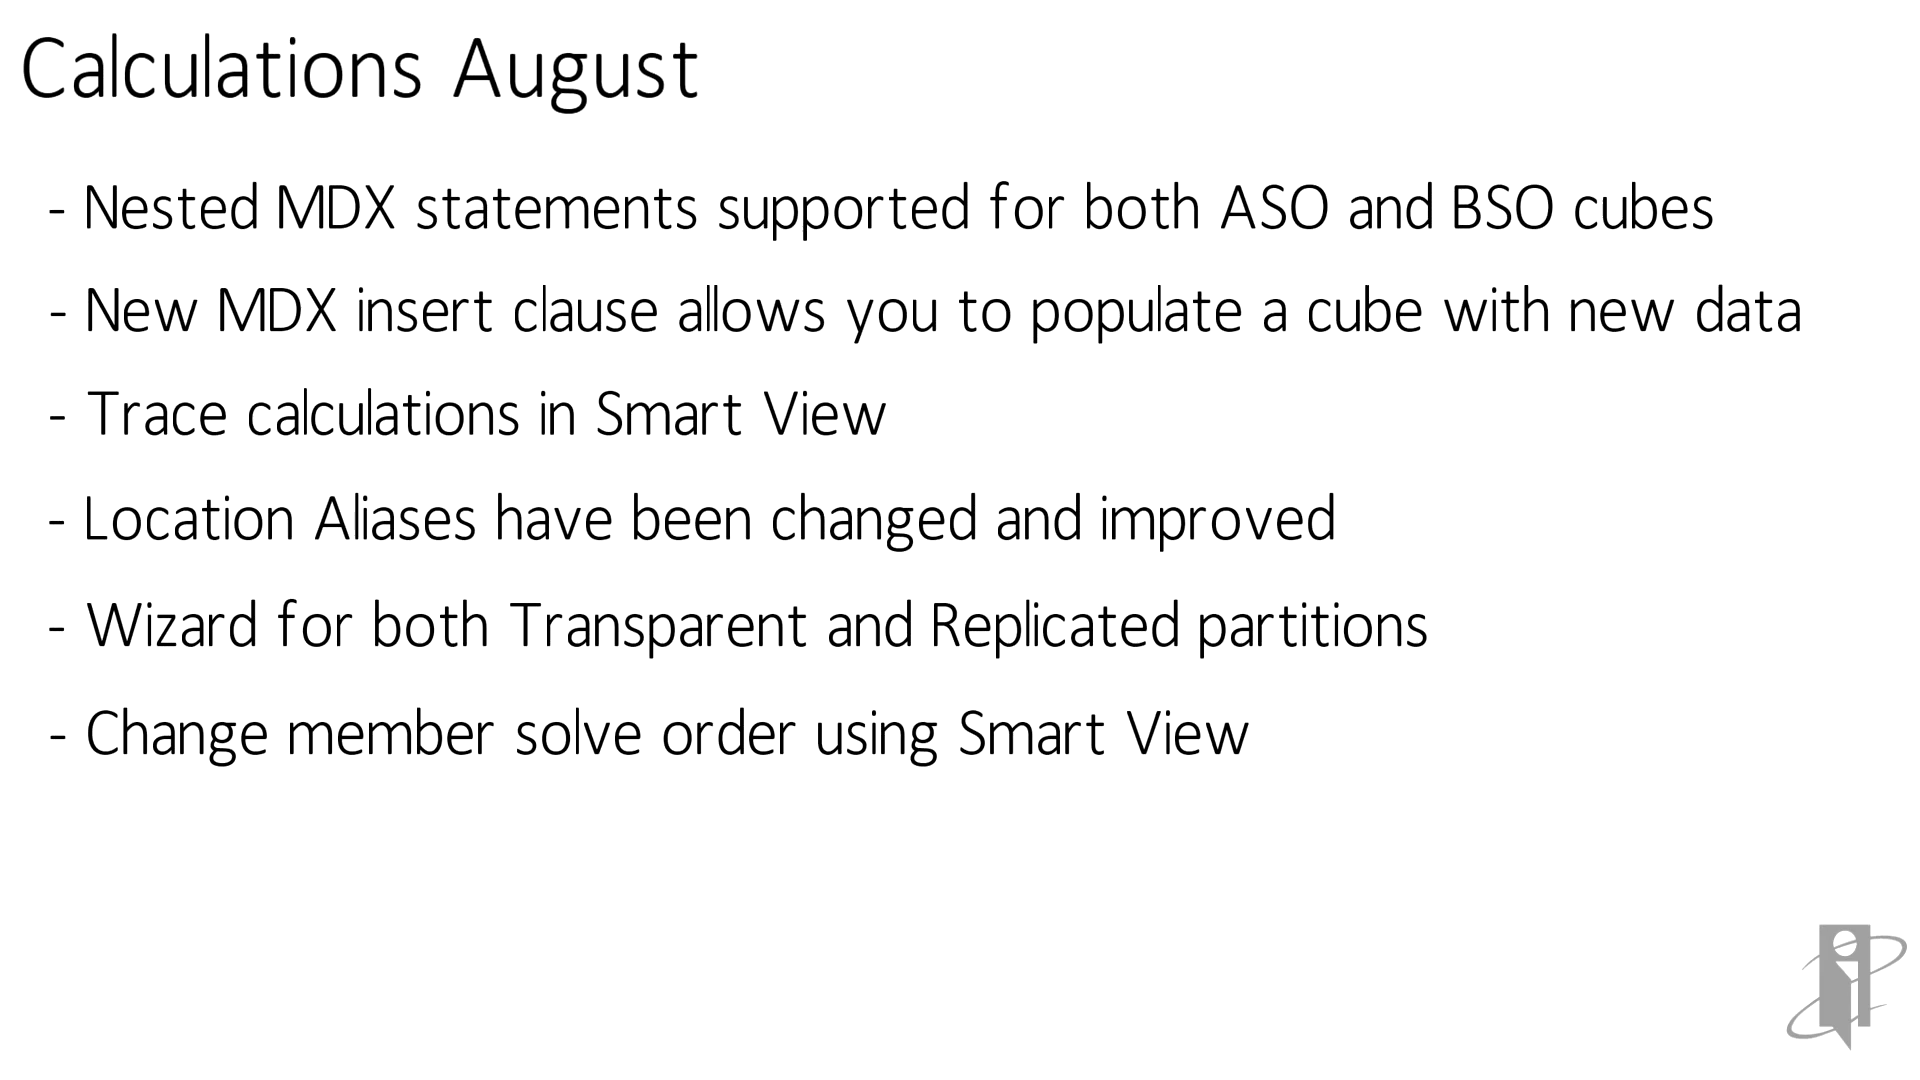 Calculations August
- Nested MDX statements supported for both ASO and BSO cubes
- New MDX insert clause allows you to populate a cube with new data
- Trace calculations in Smart View
- Location Aliases have been changed and improved
- Wizard for both Transparent and Replicated partitions
- Change member solve order using Smart View